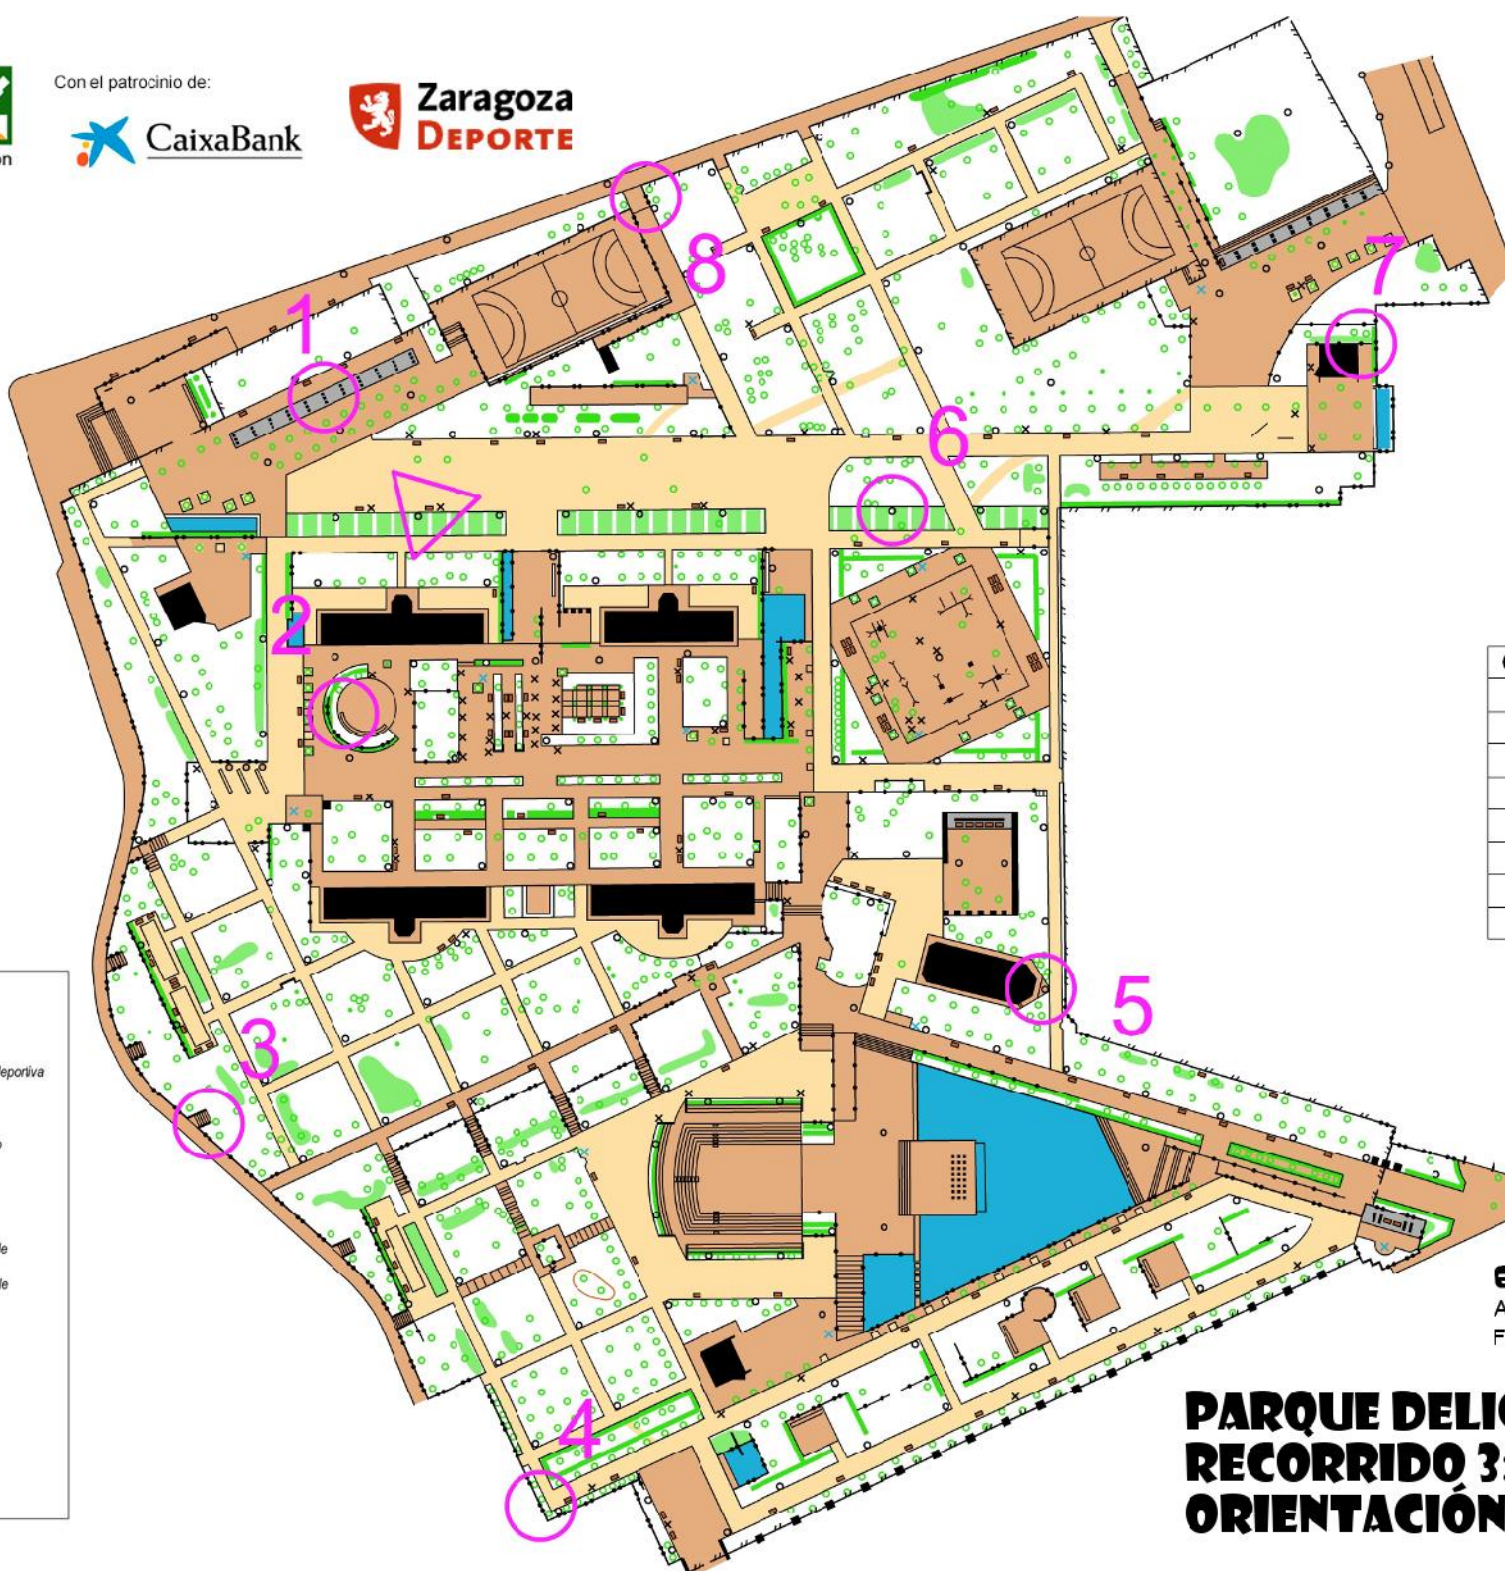 Con el patrocinio de:
CaixaBank
Zaragoza
DEPORTE
1
2
3
4
5
6
7
8
PARQUE DELIC
RECORRIDO 3:
ORIENTACIÓN